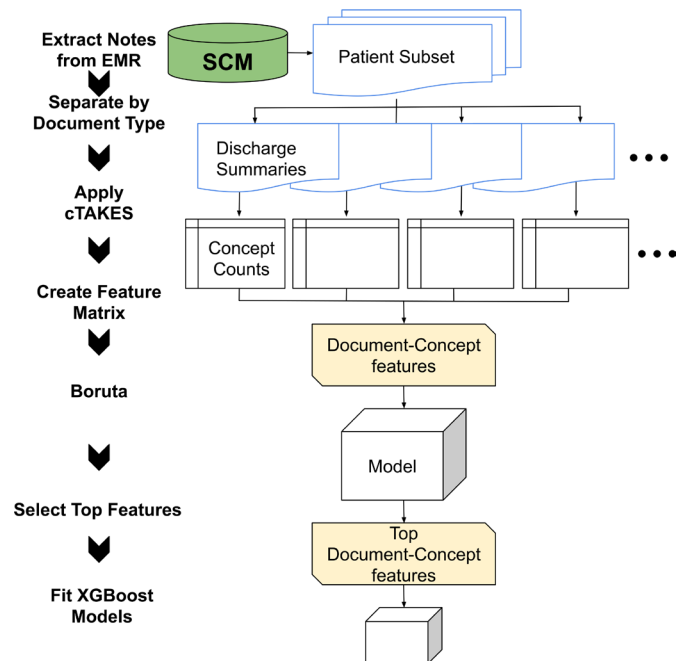 Extract Notes
from EMR
SCM
Patient Subset
Separate by
Document Type
Discharge
Summaries
Apply
cTAKES
Concept
Counts
Create Feature
Matrix
Document-Concept
features
Boruta
Model
Select Top Features
Top
Document-Concept
features
Fit XGBoost
Models